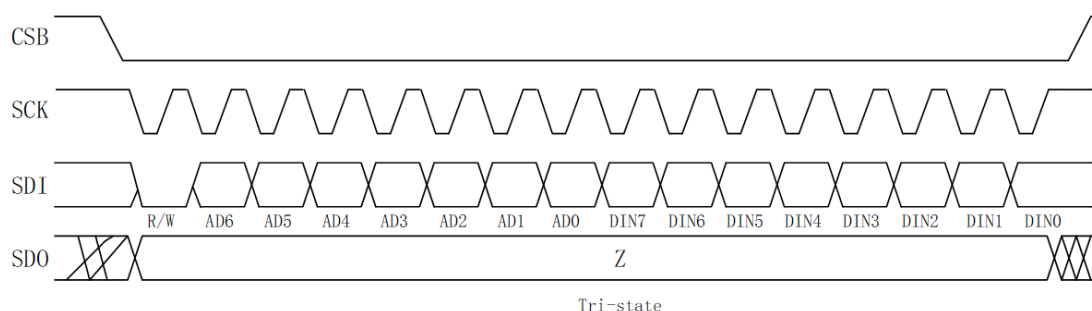 CSB
SCK
SDI
R/W AD6 AD5 AD4 AD3 AD2 AD1 AD0 DIN7 DIN6 DIN5 DIN4 DIN3 DIN2 DIN1 DIN0
SDO Z
Tri-state